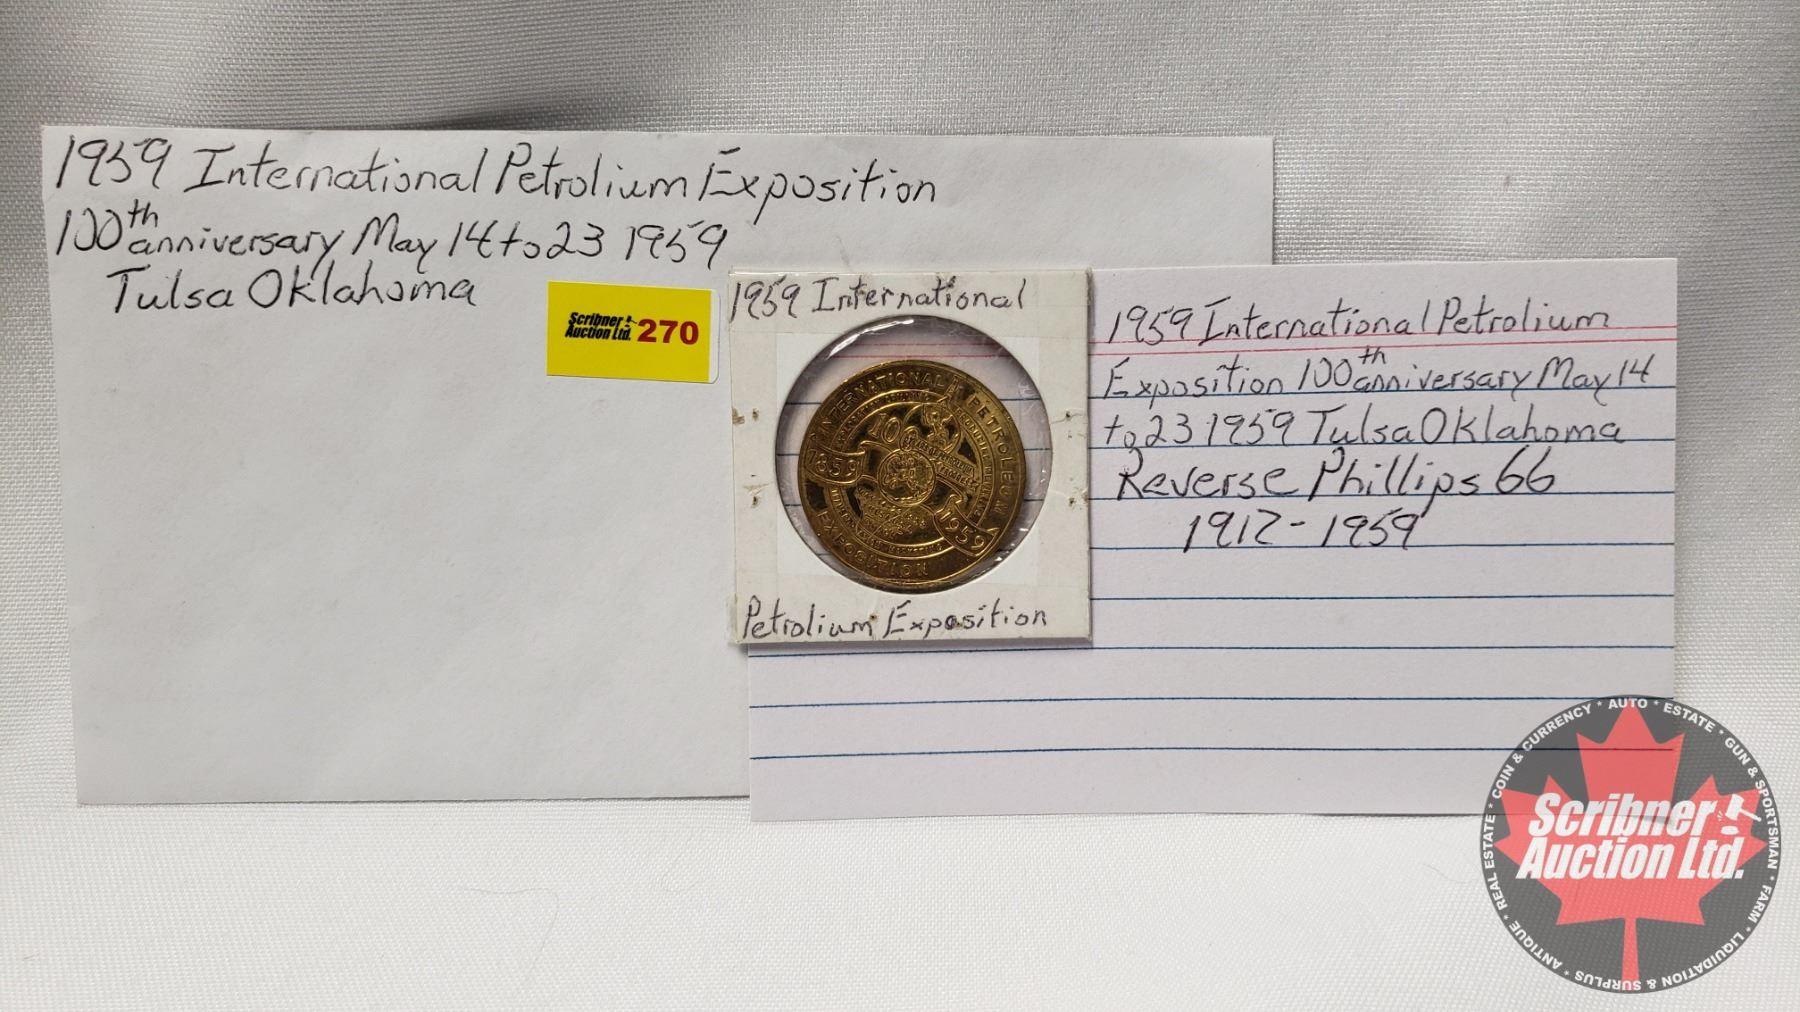 1959 International Petrolium Exposition
100th anniversary May 14 to 23 1959
Tulsa Oklahoma
Scribner
Auction Ltd. 270
1959 International
INTERNATIONAL PETROLEUM
EXPOSITION
100
1859
1959
Petrolium Exposition
1959 International Petrolium
Exposition 100th anniversary May 14
to 23 1959 Tulsa Oklahoma
Reverse Phillips 66
1912 - 1959
COIN & CURRENCY * AUTO * ESTATE * GUN & SPORTSMAN * FARM * LIQUIDATION & SURPLUS * ANTIQUE * REAL ESTATE *
Scribner
Auction Ltd.